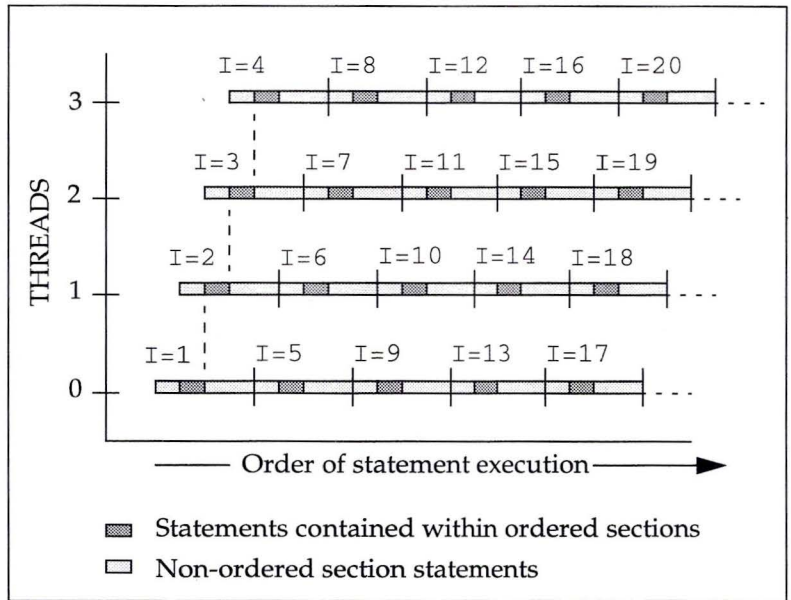 I=4 I=8 I=12 I=16 I=20
3
I=3 I=7 I=11 I=15 I=19
2
THREADS
I=2 I=6 I=10 I=14 I=18
1
I=1 I=5 I=9 I=13 I=17
0
Order of statement execution
Statements contained within ordered sections
Non-ordered section statements